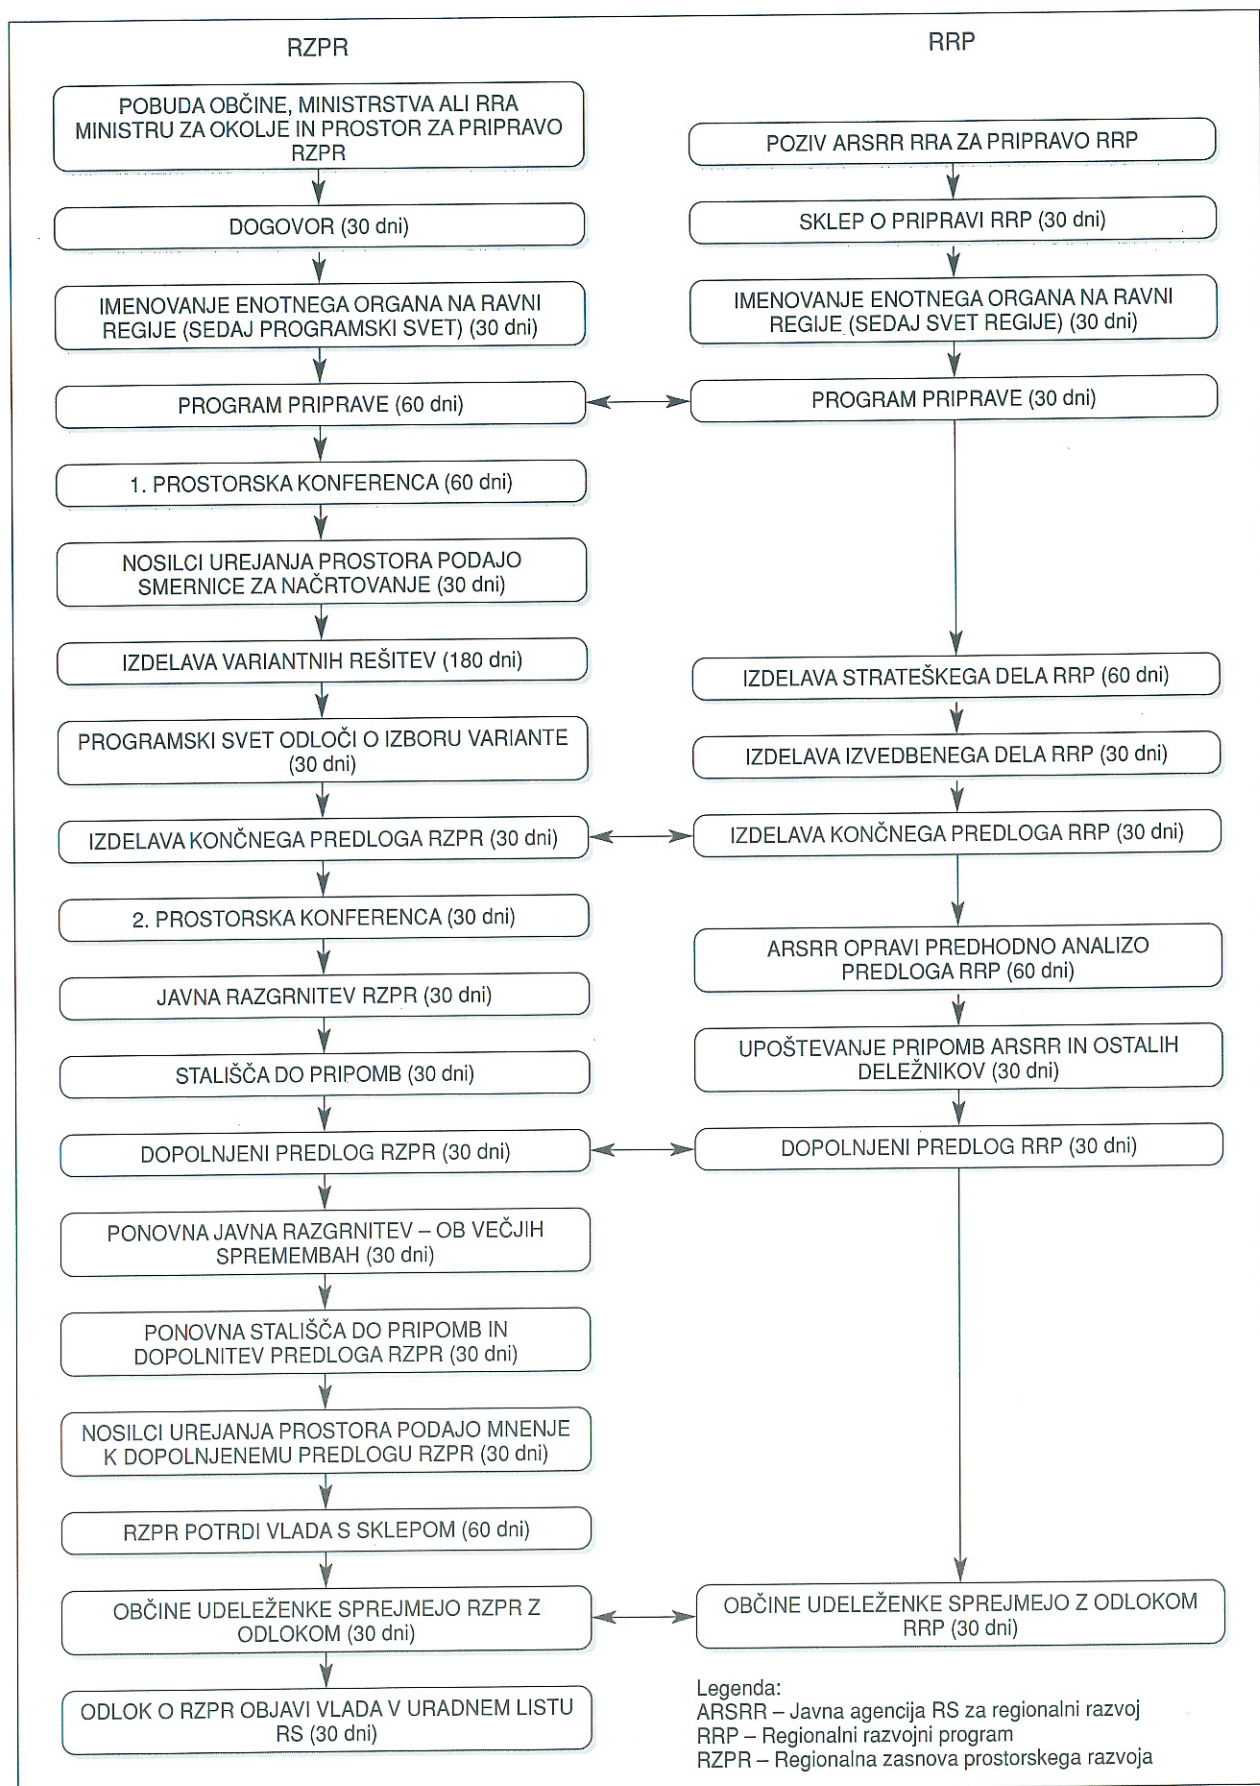 RZPR
POBUDA OBČINE, MINISTRSTVA ALI RRA
MINISTRU ZA OKOLJE IN PROSTOR ZA PRIPRAVO
RZPR
DOGOVOR (30 dni)
IMENOVANJE ENOTNEGA ORGANA NA RAVNI
REGIJE (SEDAJ PROGRAMSKI SVET) (30 dni)
PROGRAM PRIPRAVE (60 dni)
1. PROSTORSKA KONFERENCA (60 dni)
NOSILCI UREJANJA PROSTORA PODAJO
SMERNICE ZA NAČRTOVANJE (30 dni)
IZDELAVA VARIANTNIH REŠITEV (180 dni)
PROGRAMSKI SVET ODLOČI O IZBORU VARIANTE
(30 dni)
IZDELAVA KONČNEGA PREDLOGA RZPR (30 dni)
2. PROSTORSKA KONFERENCA (30 dni)
JAVNA RAZGRNITEV RZPR (30 dni)
STALIŠČA DO PRIPOMB (30 dni)
DOPOLNJENI PREDLOG RZPR (30 dni)
PONOVNA JAVNA RAZGRNITEV – OB VEČJIH
SPREMEMBAH (30 dni)
PONOVNA STALIŠČA DO PRIPOMB IN
DOPOLNITEV PREDLOGA RZPR (30 dni)
NOSILCI UREJANJA PROSTORA PODAJO MNENJE
K DOPOLNJENEMU PREDLOGU RZPR (30 dni)
RZPR POTRDI VLADA S SKLEPOM (60 dni)
OBČINE UDELEŽENKE SPREJMEJO RZPR Z
ODLOKOM (30 dni)
ODLOK O RZPR OBJAVI VLADA V URADNEM LISTU
RS (30 dni)
RRP
POZIV ARSRR RRA ZA PRIPRAVO RRP
SKLEP O PRIPRAVI RRP (30 dni)
IMENOVANJE ENOTNEGA ORGANA NA RAVNI
REGIJE (SEDAJ SVET REGIJE) (30 dni)
PROGRAM PRIPRAVE (30 dni)
IZDELAVA STRATEŠKEGA DELA RRP (60 dni)
IZDELAVA IZVEDBENEGA DELA RRP (30 dni)
IZDELAVA KONČNEGA PREDLOGA RRP (30 dni)
ARSRR OPRAVI PREDHODNO ANALIZO
PREDLOGA RRP (60 dni)
UPOŠTEVANJE PRIPOMB ARSRR IN OSTALIH
DELEŽNIKOV (30 dni)
DOPOLNJENI PREDLOG RRP (30 dni)
OBČINE UDELEŽENKE SPREJMEJO Z ODLOKOM
RRP (30 dni)
Legenda:
ARSRR – Javna agencija RS za regionalni razvoj
RRP – Regionalni razvojni program
RZPR – Regionalna zasnova prostorskega razvoja